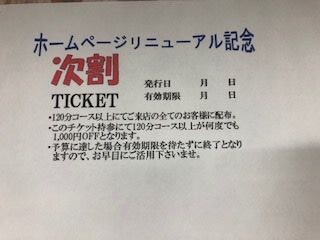 ホームページリニューアル記念
次割
発行日　　月　日
TICKET　有効期限　月　日
・120分コース以上にてご来店の全てのお客様に配布。
・このチケット持参にて120分コース以上が何度でも
1,000円OFFとなります。
・予算に達した場合有効期限を待たずに終了となり
ますので、お早目にご活用下さいませ。